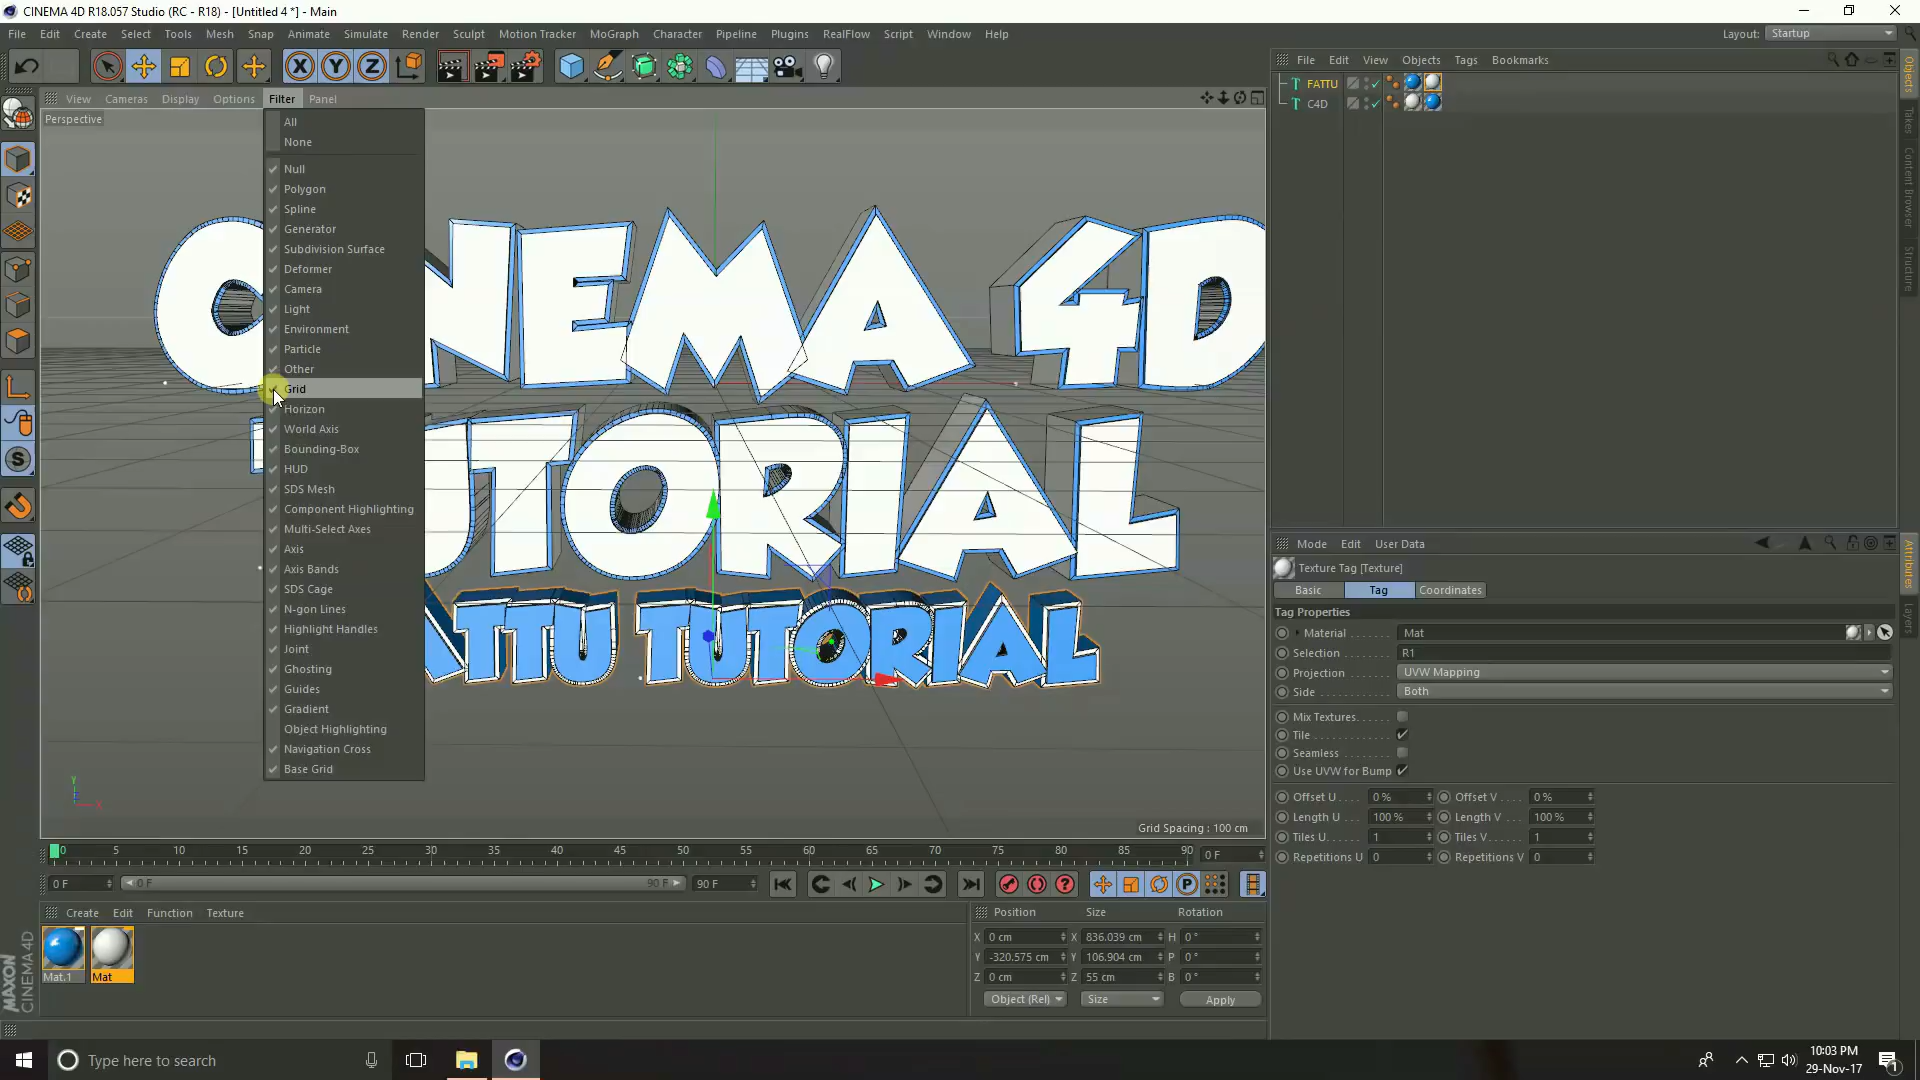 CINEMA 4D R18.057 Studio (RC - R18) - [Untitled 4 *] - Main
File Edit Create Select Tools Mesh Snap Animate Simulate Render Sculpt Motion Tracker MoGraph Character Pipeline Plugins RealFlow Script Window Help
Layout: Startup
View Cameras Display Options Filter Panel
Perspective
All
None
Null
Polygon
Spline
Generator
Subdivision Surface
Deformer
Camera
Light
Environment
Particle
Other
Grid
Horizon
World Axis
Bounding-Box
HUD
SDS Mesh
Component Highlighting
Multi-Select Axes
Axis
Axis Bands
SDS Cage
N-gon Lines
Highlight Handles
Joint
Ghosting
Guides
Gradient
Object Highlighting
Navigation Cross
Base Grid
C NEMA 4D
TUTORIAL
ATTU TUTORIAL
Y
X
Grid Spacing : 100 cm
File Edit View Objects Tags Bookmarks
FATTU
C4D
Objects
Takes
Content Browser
Structure
Mode Edit User Data
Texture Tag [Texture]
Basic Tag Coordinates
Tag Properties
Material Mat
Selection R1
Projection UVW Mapping
Side Both
Mix Textures
Tile
Seamless
Use UVW for Bump
Offset U 0 % Offset V 0 %
Length U 100 % Length V 100 %
Tiles U 1 Tiles V 1
Repetitions U 0 Repetitions V 0
Attributes
Layers
0 5 10 15 20 25 30 35 40 45 50 55 60 65 70 75 80 85 90
0 F
0 F 0 F 90 F 90 F
Create Edit Function Texture
Mat.1 Mat
MAXON
CINEMA 4D
Position Size Rotation
X 0 cm X 836.039 cm H 0 °
Y -320.575 cm Y 106.904 cm P 0 °
Z 0 cm Z 55 cm B 0 °
Object (Rel) Size Apply
Type here to search
10:03 PM
29-Nov-17
1